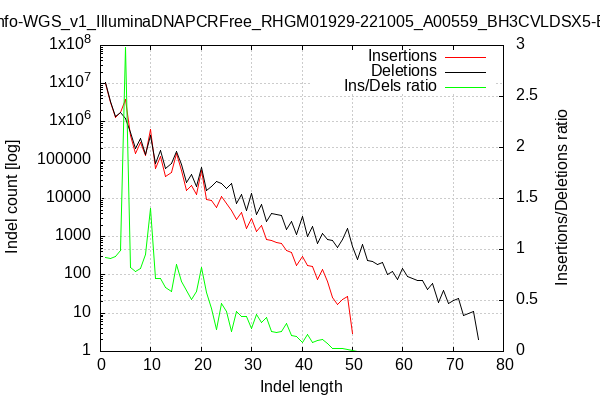 nfo-WGS_v1_IlluminaDNAPCRFree_RHGM01929-221005_A00559_BH3CVLDSX5-
Insertions
Deletions
Ins/Dels ratio
1x10^8
1x10^7
1x10^6
100000
10000
1000
100
10
1
3
2.5
2
1.5
1
0.5
0
0 10 20 30 40 50 60 70 80
Indel count [log]
Insertions/Deletions ratio
Indel length